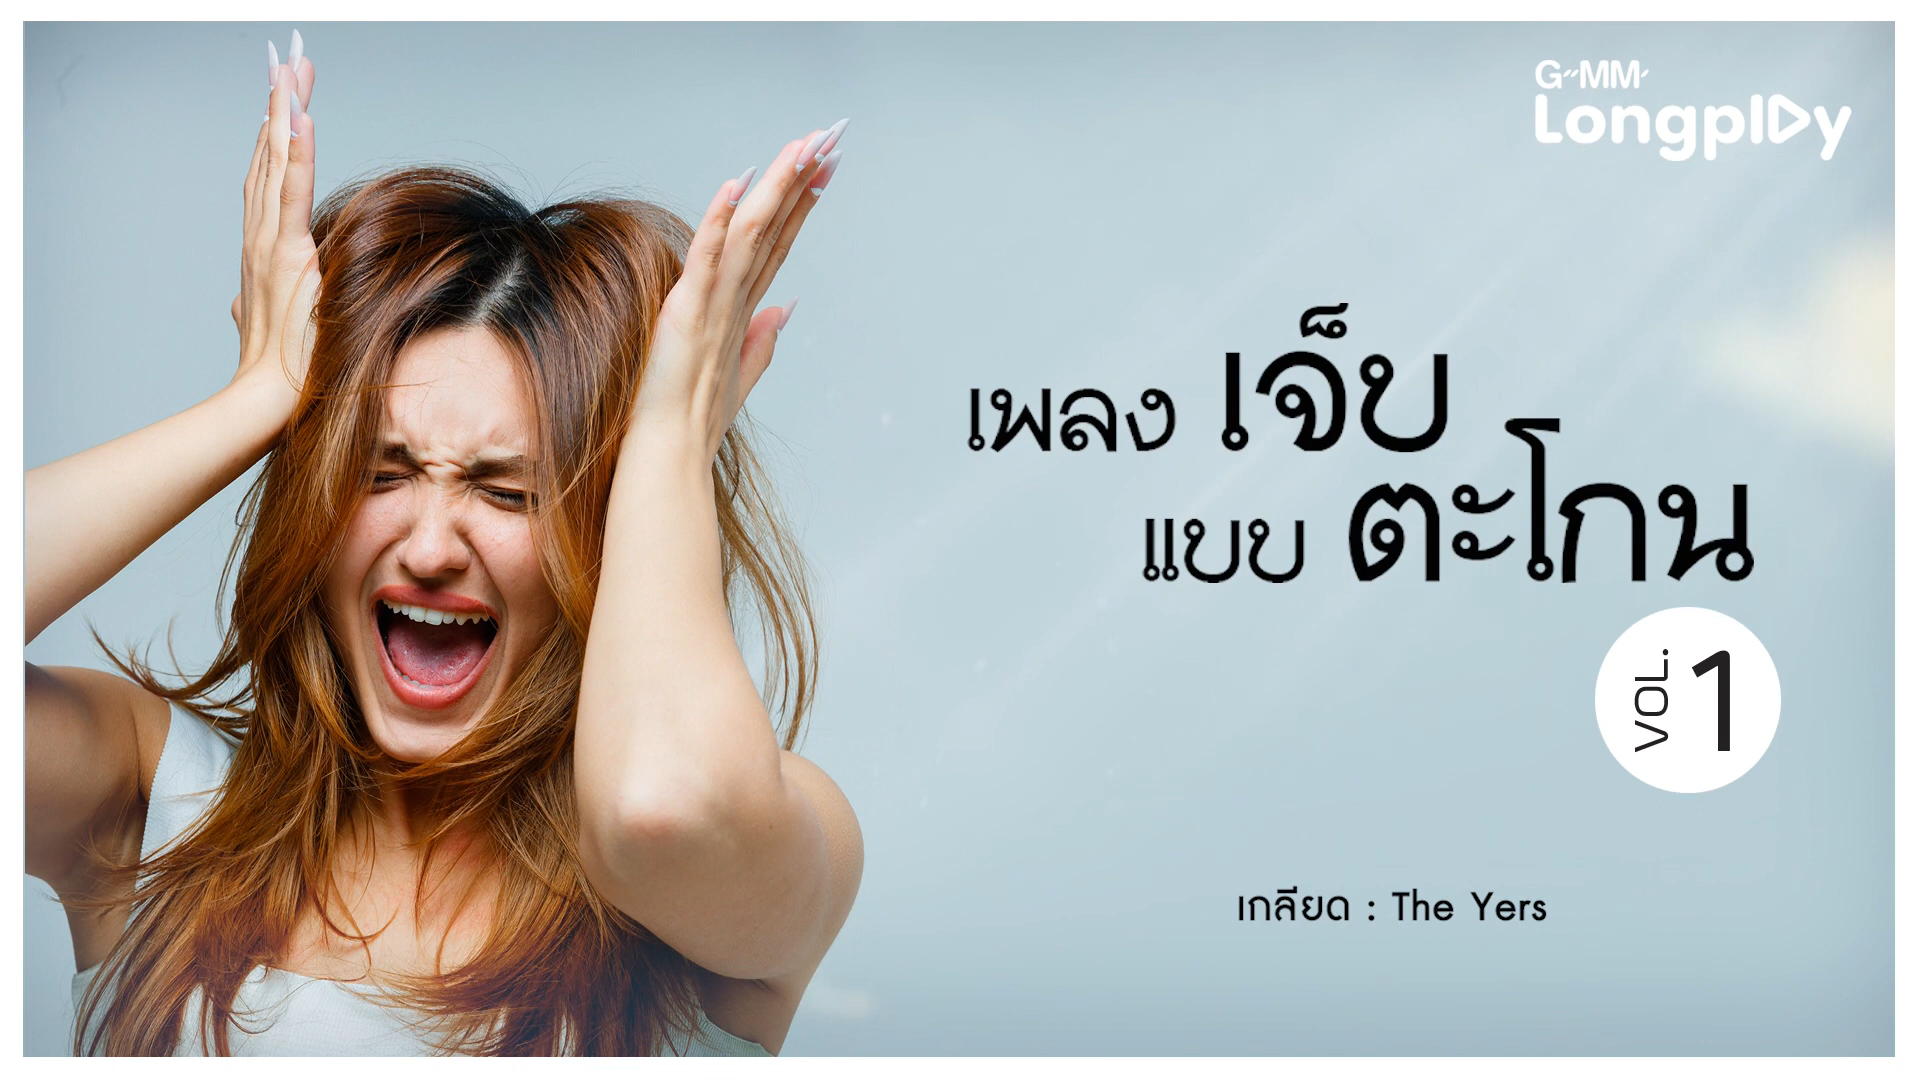 GMM
Longplay
เพลง เจ็บ
แบบ ตะโกน
VOL. 1
เกลียด : The Yers